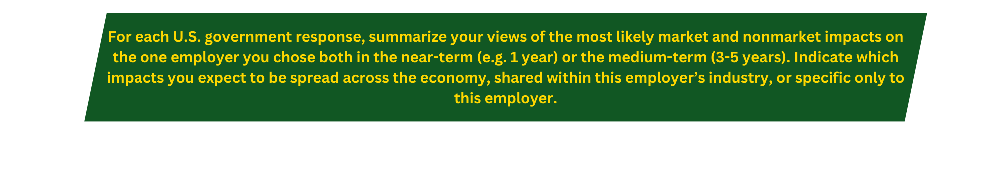 For each U.S. government response, summarize your views of the most likely market and nonmarket impacts on
the one employer you chose both in the near-term (e.g. 1 year) or the medium-term (3-5 years). Indicate which
impacts you expect to be spread across the economy, shared within this employer’s industry, or specific only to
this employer.